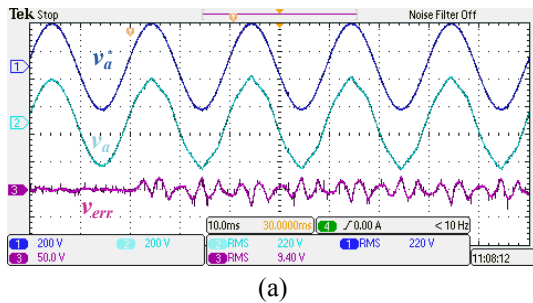 Tek Stop Noise Filter Off
1 v*a
2 va
3 verr.
10.0ms 30.0000ms 4 0.00 A < 10 Hz
1 200 V 2 200 V 2 RMS 220 V 1 RMS 220 V
3 50.0 V 3 RMS 9.40 V 11:08:12
(a)